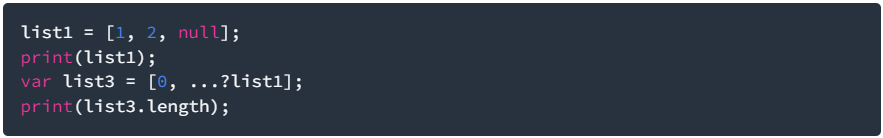 list1 = [1, 2, null];
print(list1);
var list3 = [0, ...?list1];
print(list3.length);